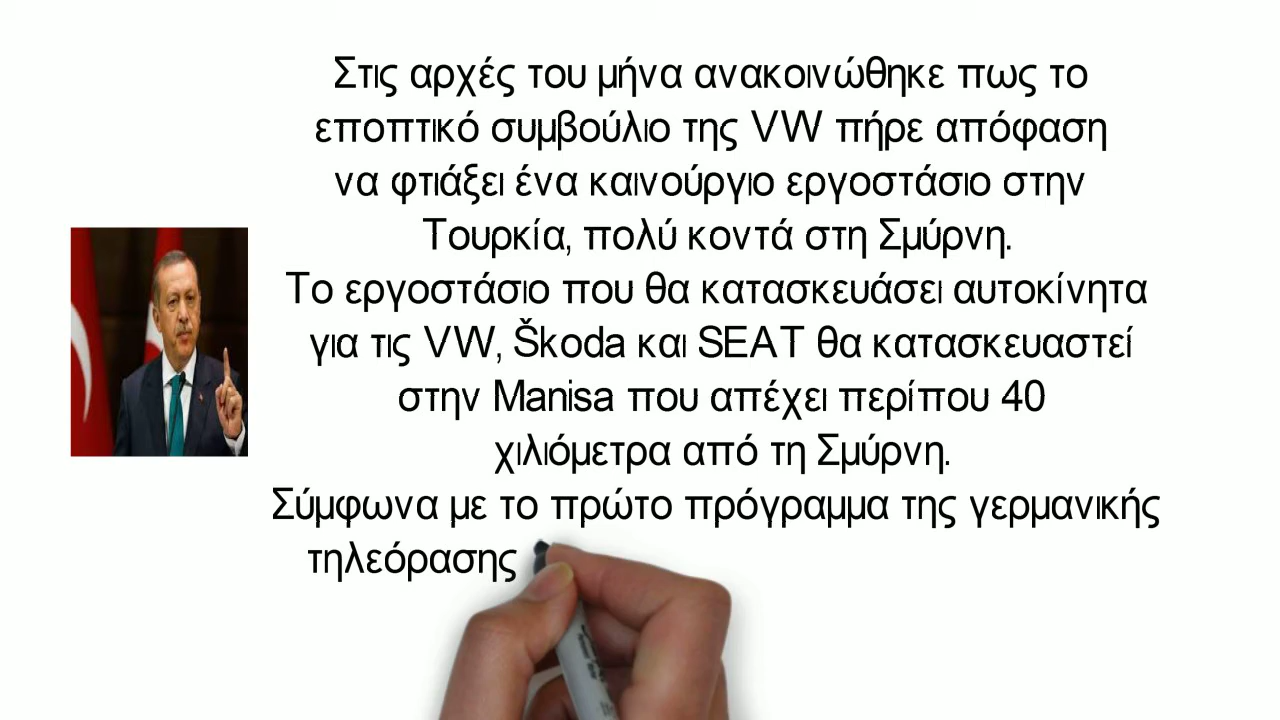 Στις αρχές του μήνα ανακοινώθηκε πως το
εποπτικό συμβούλιο της VW πήρε απόφαση
να φτιάξει ένα καινούργιο εργοστάσιο στην
Τουρκία, πολύ κοντά στη Σμύρνη.
Το εργοστάσιο που θα κατασκευάσει αυτοκίνητα
για τις VW, Škoda και SEAT θα κατασκευαστεί
στην Manisa που απέχει περίπου 40
χιλιόμετρα από τη Σμύρνη.
Σύμφωνα με το πρώτο πρόγραμμα της γερμανικής
τηλεόρασης